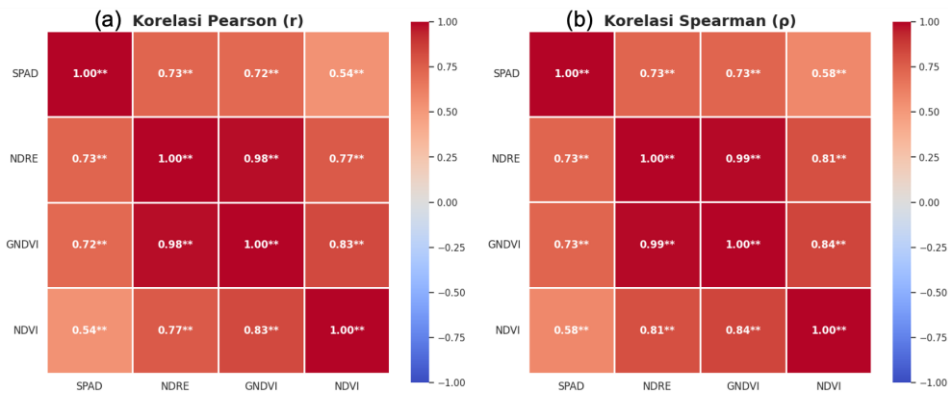 (a) Korelasi Pearson (r)
SPAD 1.00** 0.73** 0.72** 0.54**
NDRE 0.73** 1.00** 0.98** 0.77**
GNDVI 0.72** 0.98** 1.00** 0.83**
NDVI 0.54** 0.77** 0.83** 1.00**
SPAD NDRE GNDVI NDVI
1.00
0.75
0.50
0.25
0.00
−0.25
−0.50
−0.75
−1.00
(b) Korelasi Spearman (ρ)
SPAD 1.00** 0.73** 0.73** 0.58**
NDRE 0.73** 1.00** 0.99** 0.81**
GNDVI 0.73** 0.99** 1.00** 0.84**
NDVI 0.58** 0.81** 0.84** 1.00**
SPAD NDRE GNDVI NDVI
1.00
0.75
0.50
0.25
0.00
−0.25
−0.50
−0.75
−1.00